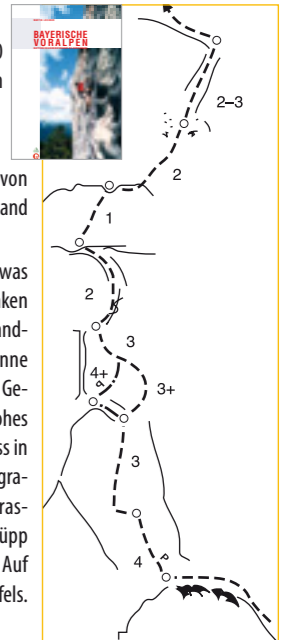 BAYERISCHE
VORALPEN
von
and
was
ken
and-
nne
Ge-
ohes
ss in
gra-
ras-
üpp
Auf
fels.
2–3
2
1
2
3
4+
3+
3
4